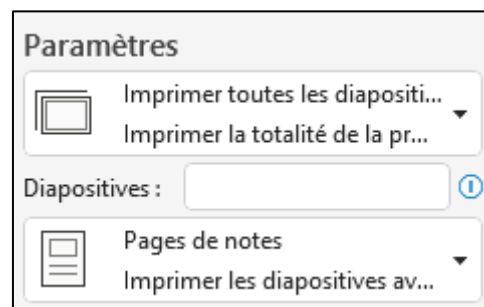 Paramètres
Imprimer toutes les diapositi...
Imprimer la totalité de la pr...
Diapositives :
Pages de notes
Imprimer les diapositives av...